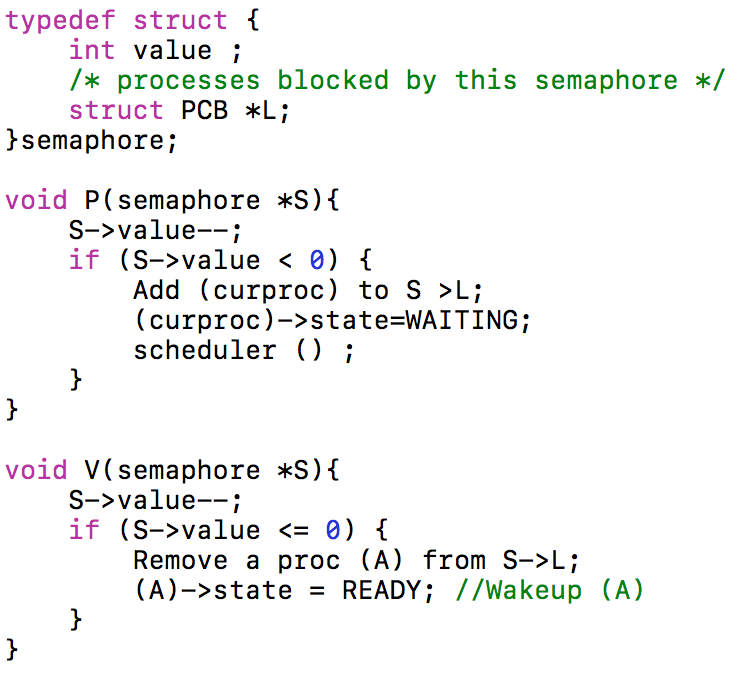 typedef struct {
    int value ;
    /* processes blocked by this semaphore */
    struct PCB *L;
}semaphore;

void P(semaphore *S){
    S->value--;
    if (S->value < 0) {
        Add (curproc) to S >L;
        (curproc)->state=WAITING;
        scheduler () ;
    }
}

void V(semaphore *S){
    S->value--;
    if (S->value <= 0) {
        Remove a proc (A) from S->L;
        (A)->state = READY; //Wakeup (A)
    }
}